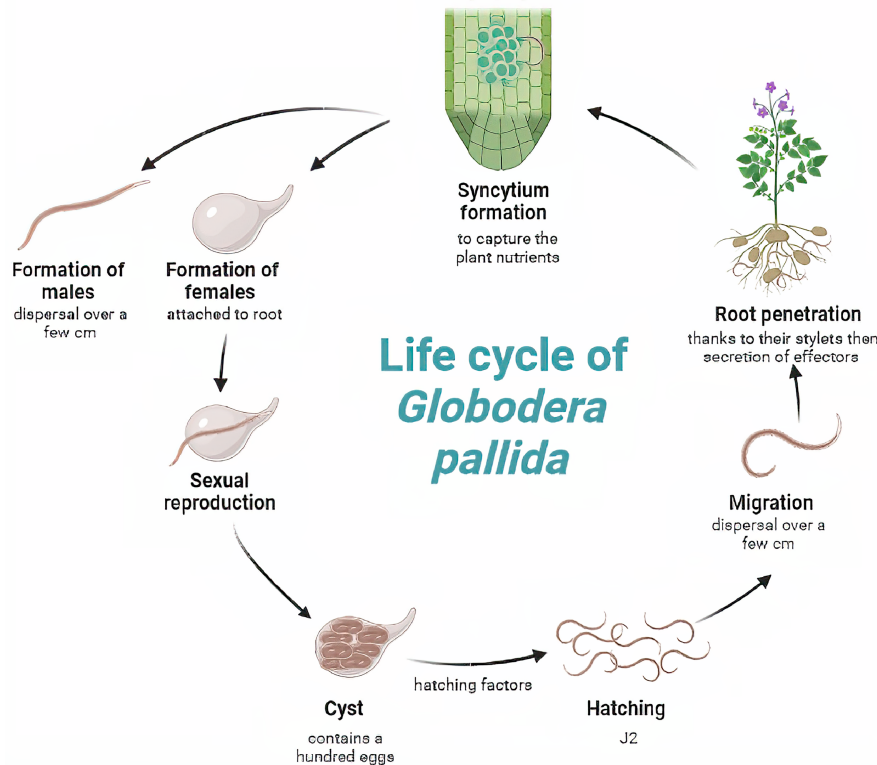 Syncytium
formation
to capture the
plant nutrients
Formation of
males
dispersal over a
few cm
Formation of
females
attached to root
Root penetration
thanks to their stylets then
secretion of effectors
Life cycle of
Globodera
pallida
Sexual
reproduction
Migration
dispersal over a
few cm
hatching factors
Cyst
contains a
hundred eggs
Hatching
J2